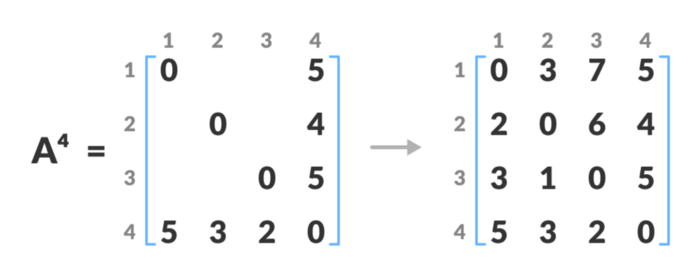 1 2 3 4 1 2 3 4
1 0 5 1 0 3 7 5
2 0 4 2 2 0 6 4
A⁴ =
3 0 5 3 3 1 0 5
4 5 3 2 0 4 5 3 2 0